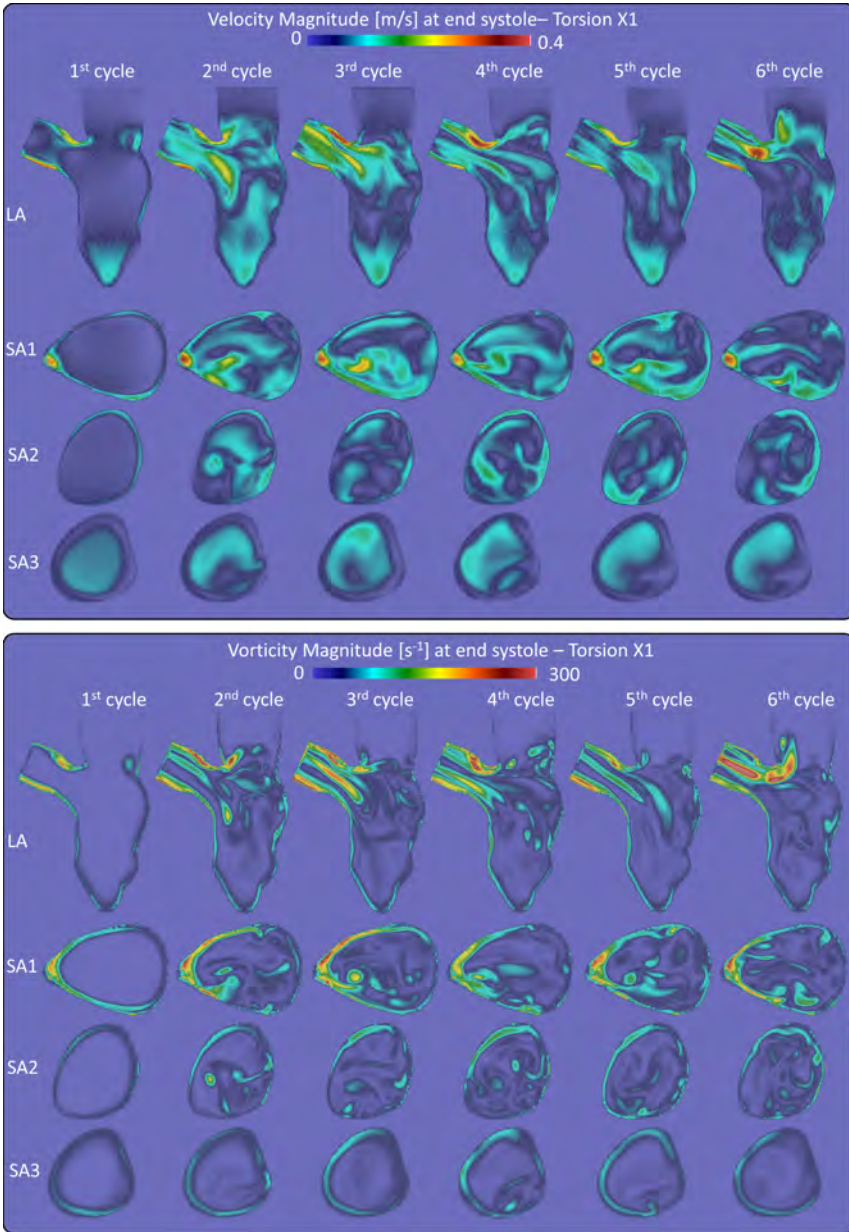 Velocity Magnitude [m/s] at end systole– Torsion X1
0 0.4
1st cycle 2nd cycle 3rd cycle 4th cycle 5th cycle 6th cycle
LA
SA1
SA2
SA3
Vorticity Magnitude [s-1] at end systole – Torsion X1
0 300
1st cycle 2nd cycle 3rd cycle 4th cycle 5th cycle 6th cycle
LA
SA1
SA2
SA3